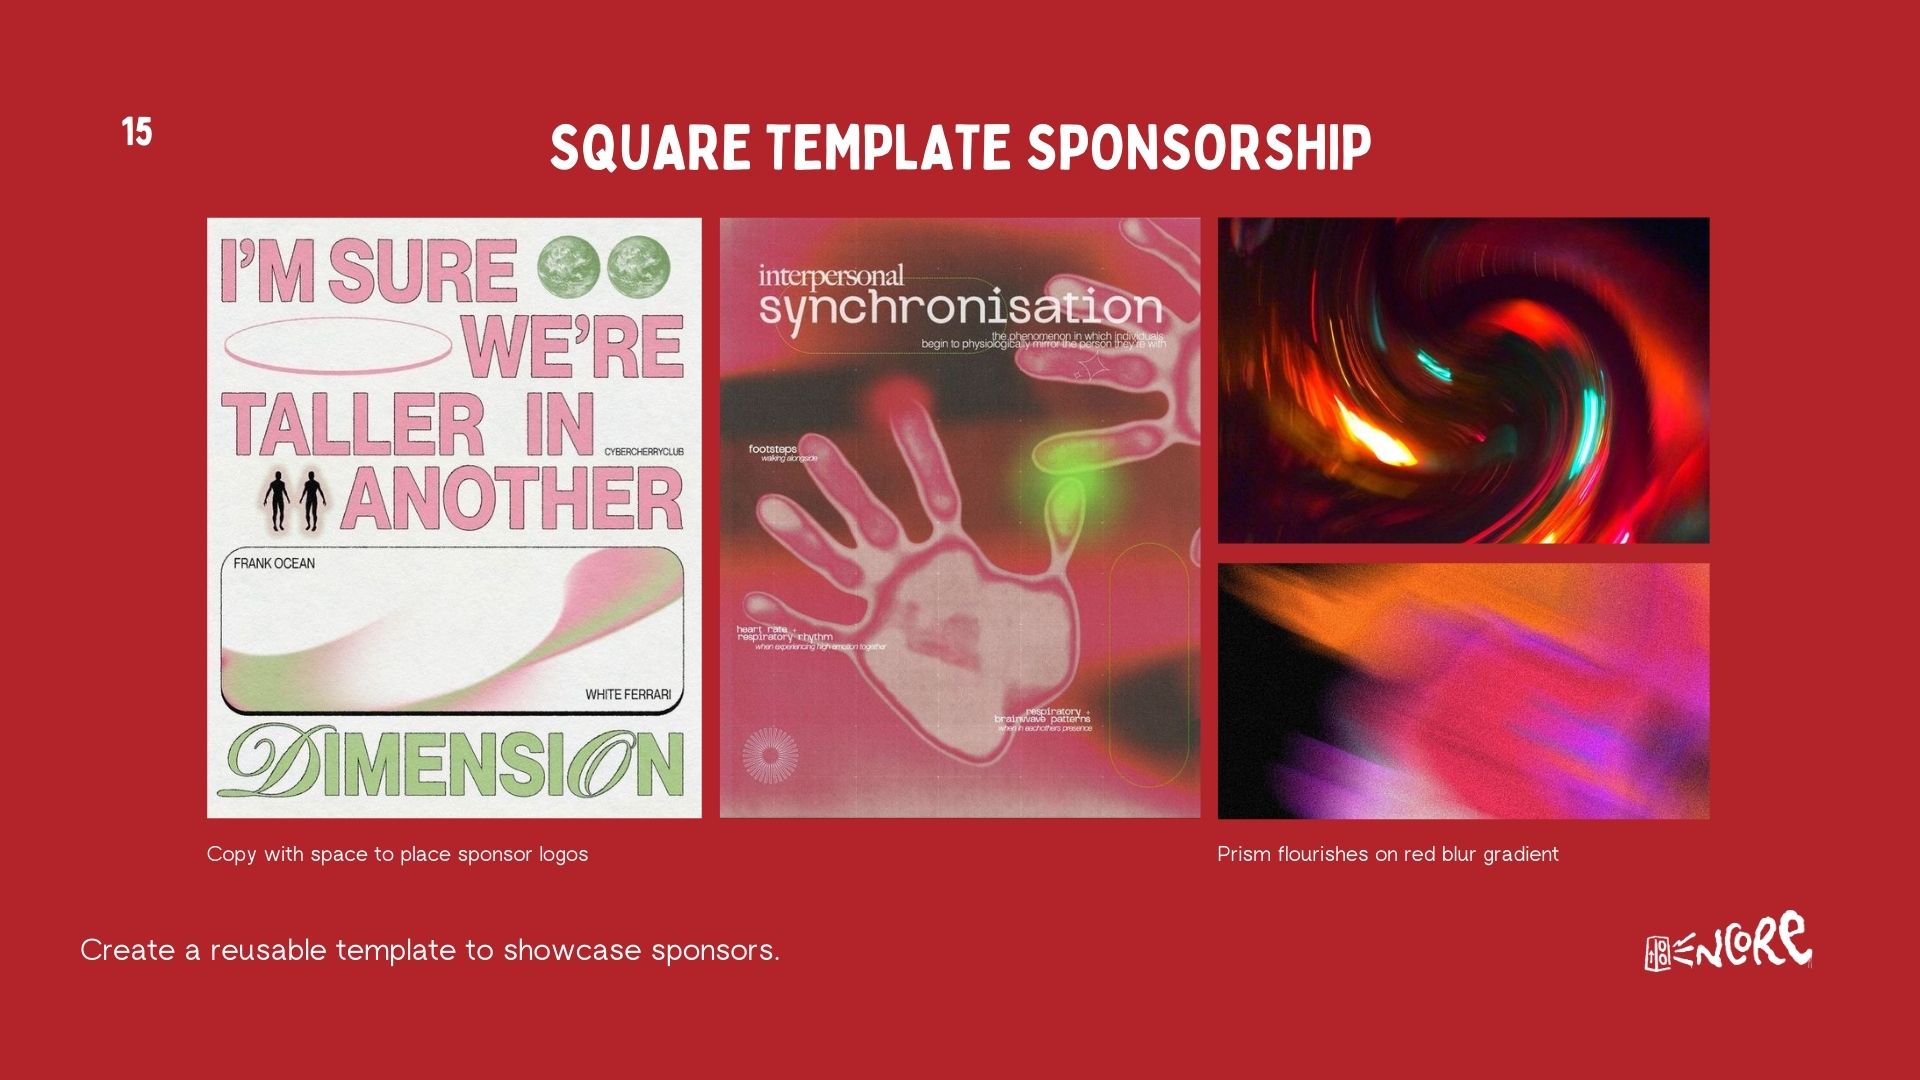 15
SQUARE TEMPLATE SPONSORSHIP
I'M SURE
WE'RE
TALLER IN
CYBERCHERRYCLUB
ANOTHER
FRANK OCEAN
WHITE FERRARI
DIMENSION
interpersonal
synchronisation
the phenomenon in which individuals
begin to physiologically mirror the person they're with
footsteps
walking alongside
heart rate +
respiratory rhythm
when experiencing high emotion together
respiratory +
brainwave patterns
when in eachothers presence
Copy with space to place sponsor logos
Prism flourishes on red blur gradient
Create a reusable template to showcase sponsors.
ENCORE